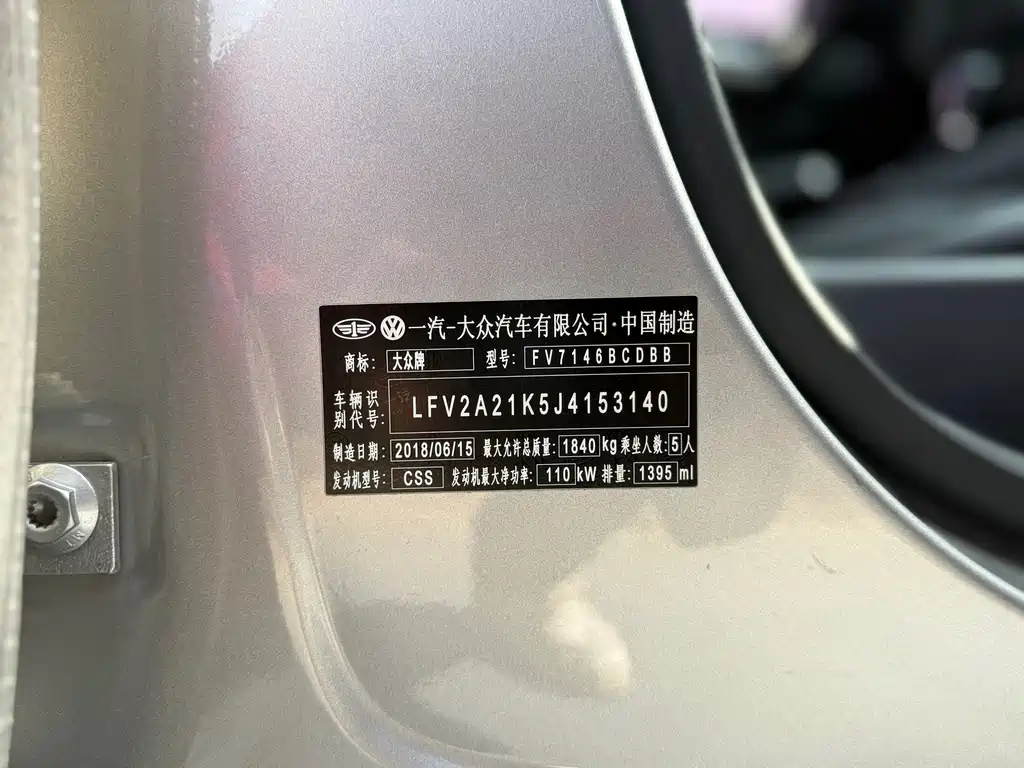 一汽-大众汽车有限公司·中国制造
商标: 大众牌 型号: FV7146BCDBB
车辆识别代号: LFV2A21K5J4153140
制造日期: 2018/06/15 最大允许总质量: 1840 kg 乘坐人数: 5 人
发动机型号: CSS 发动机最大净功率: 110 kW 排量: 1395 ml